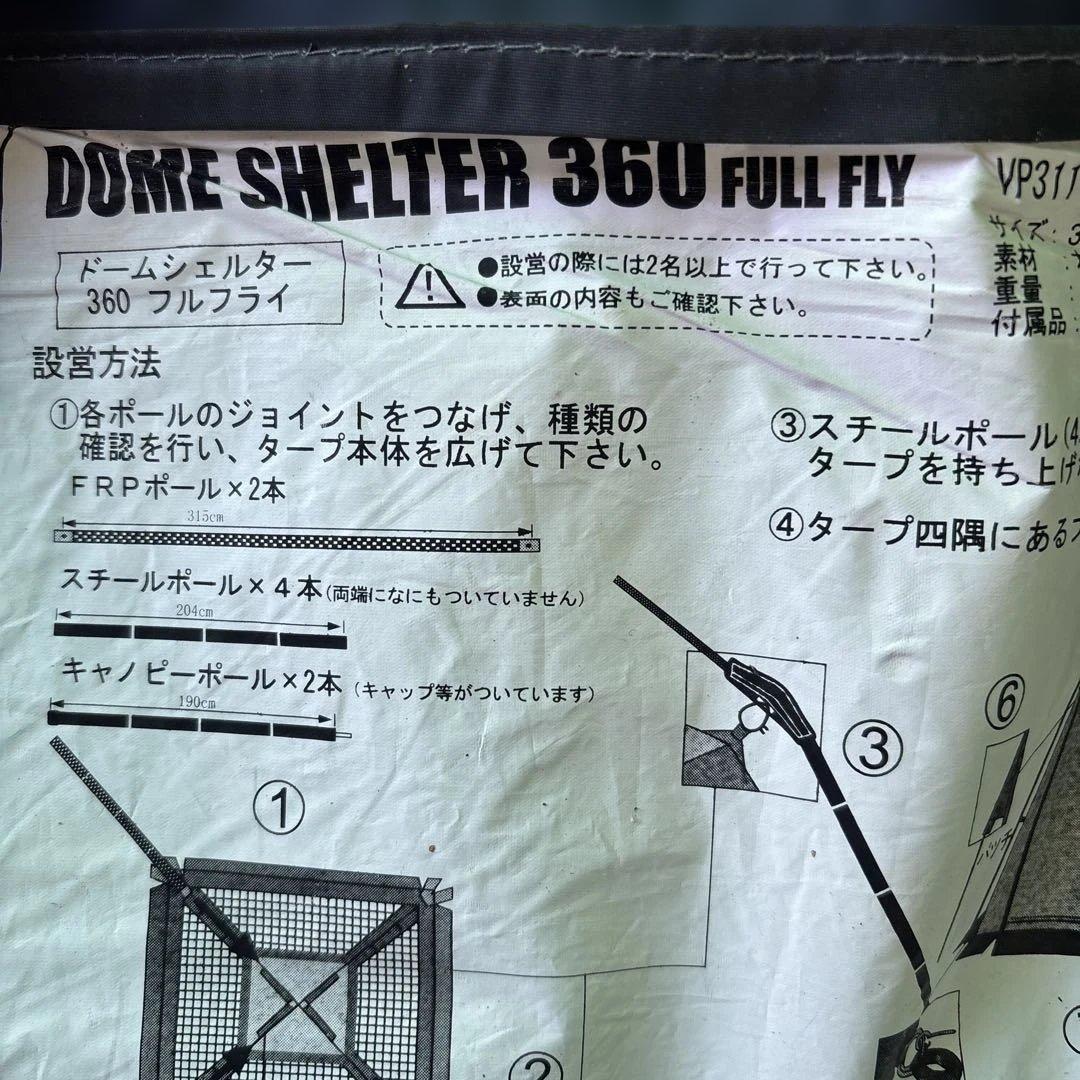 DOME SHELTER 360 FULL FLY
ドームシェルター
360 フルフライ
●設営の際には2名以上で行って下さい。
●表面の内容もご確認下さい。
VP311
サイズ:
素材 :
重量 :
付属品:
設営方法
①各ポールのジョイントをつなげ、種類の
確認を行い、タープ本体を広げて下さい。
FRPポール×2本
315cm
スチールポール×4本(両端になにもついていません)
204cm
キャノピーポール×2本 (キャップ等がついています)
190cm
③スチールポール(4
タープを持ち上げ
④タープ四隅にある
①
②
③
⑥